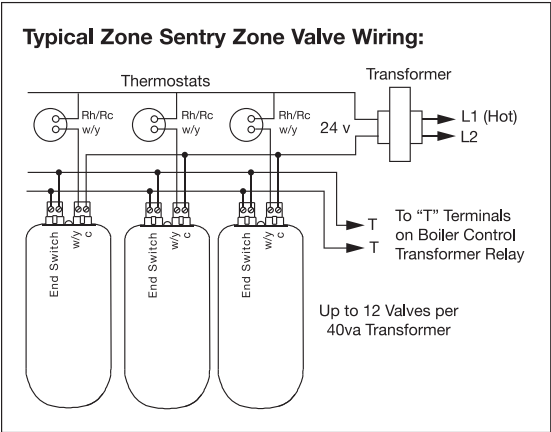 Typical Zone Sentry Zone Valve Wiring:
Thermostats
Transformer
Rh/Rc
w/y
Rh/Rc
w/y
Rh/Rc
w/y
24 v
L1 (Hot)
L2
End Switch
w/y
c
End Switch
w/y
c
End Switch
w/y
c
T
T
To “T” Terminals
on Boiler Control
Transformer Relay
Up to 12 Valves per
40va Transformer